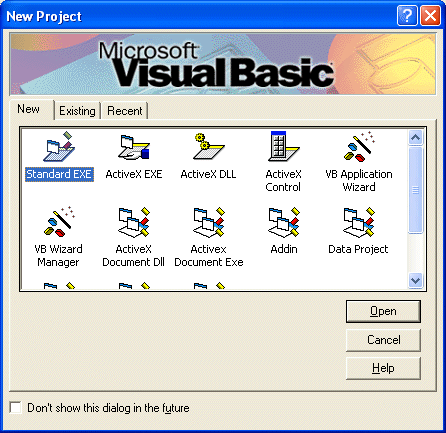 New Project
Microsoft
Visual Basic
New Existing Recent
Standard EXE ActiveX EXE ActiveX DLL ActiveX Control VB Application Wizard
VB Wizard Manager ActiveX Document Dll Activex Document Exe Addin Data Project
Open
Cancel
Help
Don't show this dialog in the future